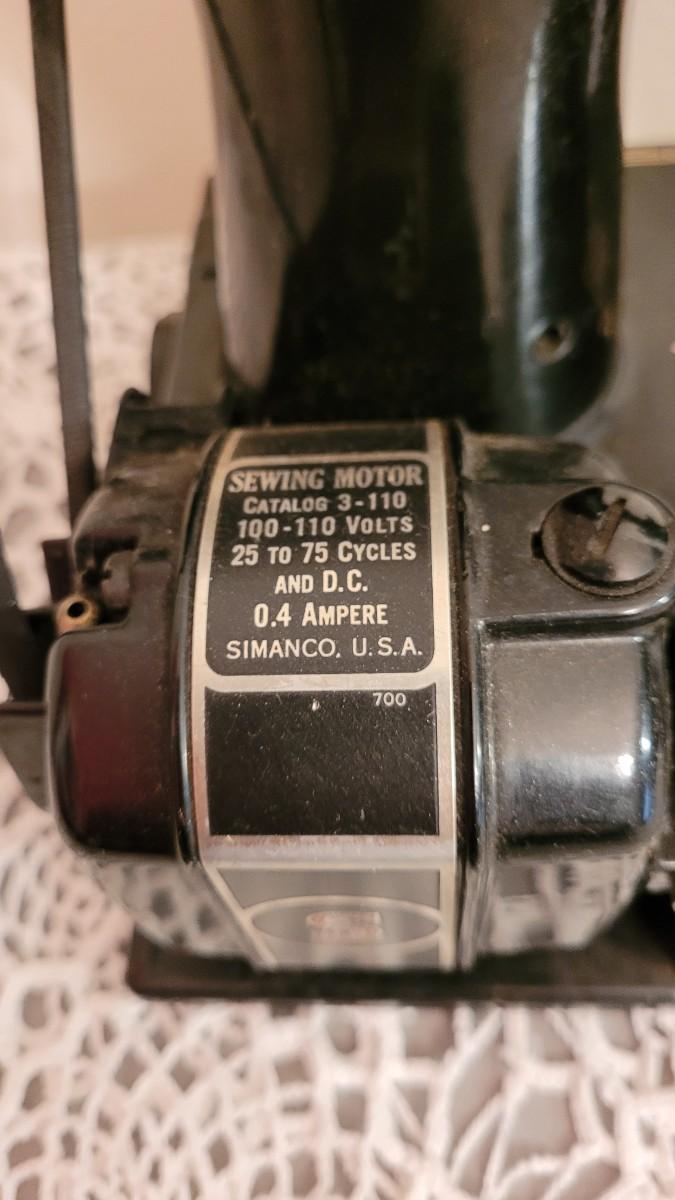 SEWING MOTOR
CATALOG 3-110
100-110 VOLTS
25 TO 75 CYCLES
AND D.C.
0.4 AMPERE
SIMANCO, U.S.A.
700